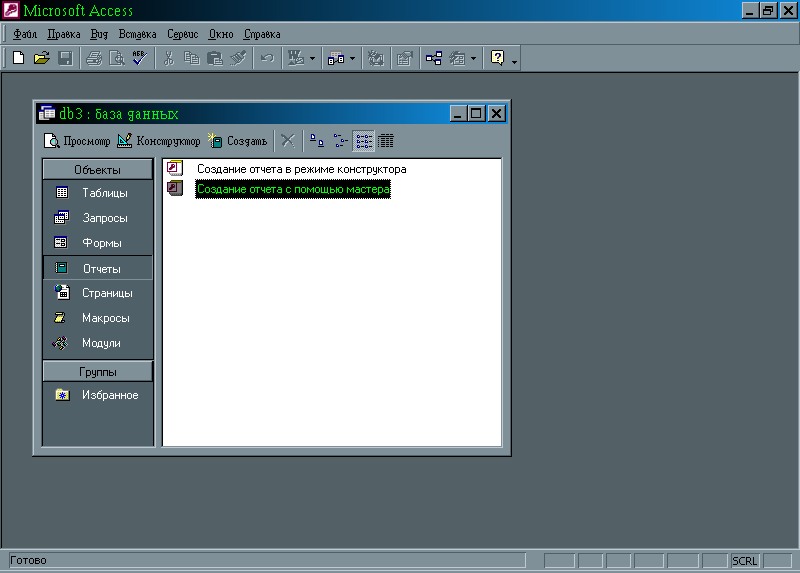 Microsoft Access
Файл Правка Вид Вставка Сервис Окно Справка
db3 : база данных
Просмотр Конструктор Создать
Объекты
Таблицы
Запросы
Формы
Отчеты
Страницы
Макросы
Модули
Группы
Избранное
Создание отчета в режиме конструктора
Создание отчета с помощью мастера
Готово
SCRL